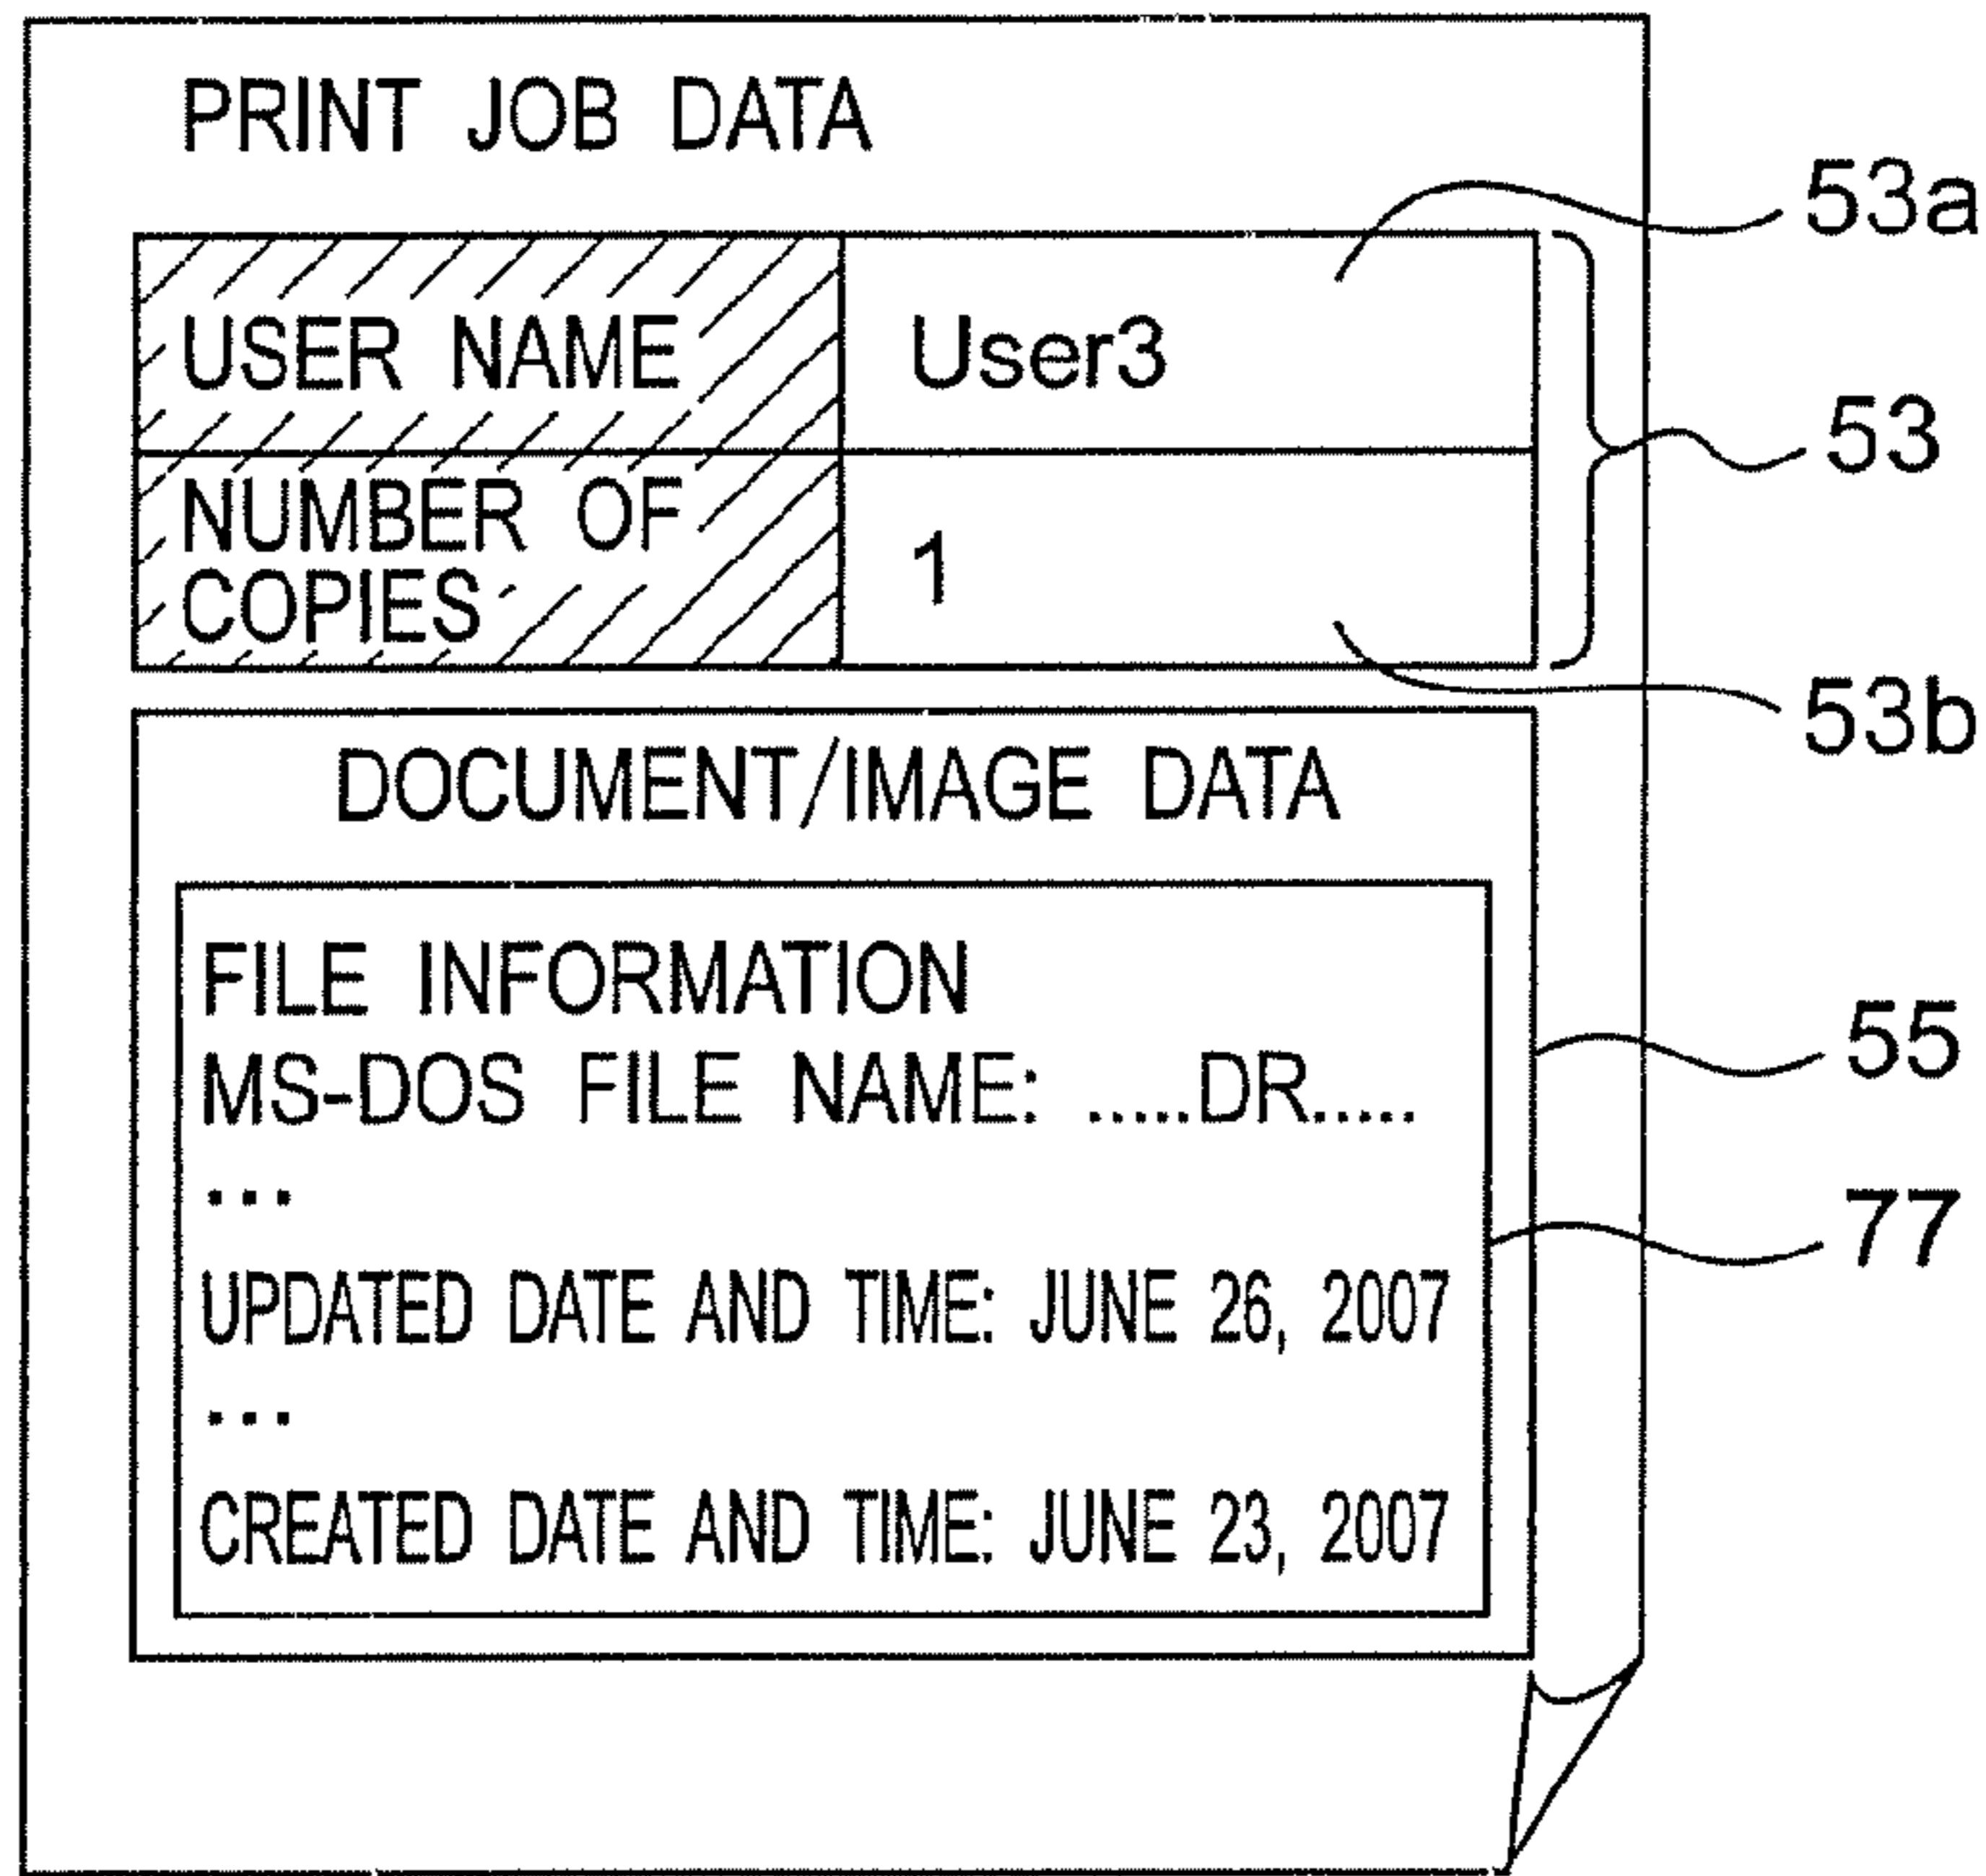 PRINT JOB DATA
53a
USER NAME
User3
53
NUMBER OF
COPIES
1
53b
DOCUMENT/IMAGE DATA
FILE INFORMATION
55
MS-DOS FILE NAME: .....DR.....
...
77
UPDATED DATE AND TIME: JUNE 26, 2007
...
CREATED DATE AND TIME: JUNE 23, 2007